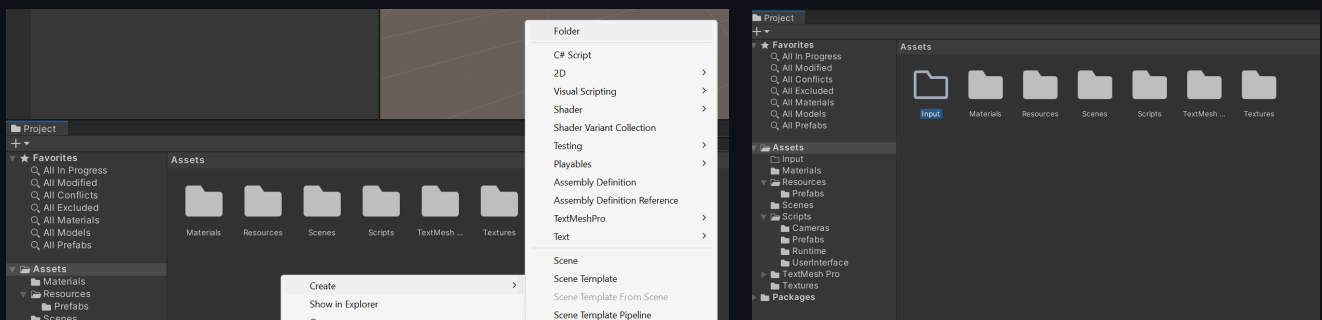 Folder
C# Script
2D
Visual Scripting
Shader
Shader Variant Collection
Testing
Playables
Assembly Definition
Assembly Definition Reference
TextMeshPro
Text
Scene
Scene Template
Scene Template From Scene
Scene Template Pipeline
Create
Show in Explorer
Project
Favorites
All In Progress
All Modified
All Conflicts
All Excluded
All Materials
All Models
All Prefabs
Assets
Materials
Resources
Prefabs
Scenes
Assets
Materials Resources Scenes Scripts TextMesh ... Textures
Project
Favorites
All In Progress
All Modified
All Conflicts
All Excluded
All Materials
All Models
All Prefabs
Assets
Input
Materials
Resources
Prefabs
Scenes
Scripts
Cameras
Prefabs
Runtime
UserInterface
TextMesh Pro
Textures
Packages
Assets
Input Materials Resources Scenes Scripts TextMesh ... Textures